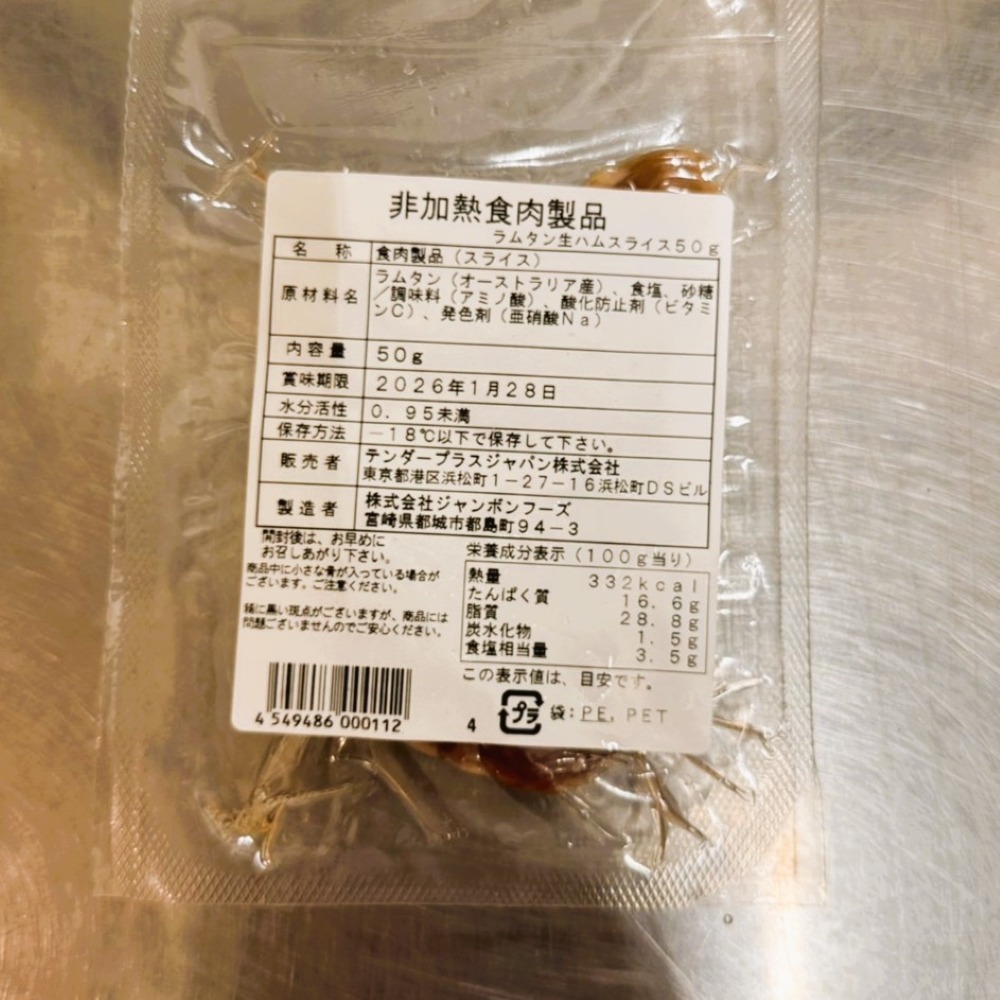 非加熱食肉製品
ラムタン生ハムスライス50g
名 称 食肉製品(スライス)
原材料名 ラムタン(オーストラリア産)、食塩、砂糖
/調味料(アミノ酸)、酸化防止剤(ビタミ
ンC)、発色剤(亜硝酸Na)
内容量 50g
賞味期限 2026年1月28日
水分活性 0.95未満
保存方法 -18℃以下で保存して下さい。
販売者 テンダープラスジャパン株式会社
東京都港区浜松町1-27-16浜松町DSビル
製造者 株式会社ジャンボンフーズ
宮崎県都城市都島町94-3
開封後は、お早めに
お召しあがり下さい。
商品中に小さな骨が入っている場合が
ございます。ご注意ください。
稀に黒い斑点がございますが、商品には
問題ございませんのでご安心ください。
栄養成分表示(100g当り)
熱量 332kcal
たんぱく質 16.6g
脂質 28.8g
炭水化物 1.5g
食塩相当量 3.5g
この表示値は、目安です。
4 549486 000112
4
プラ 袋:PE,PET